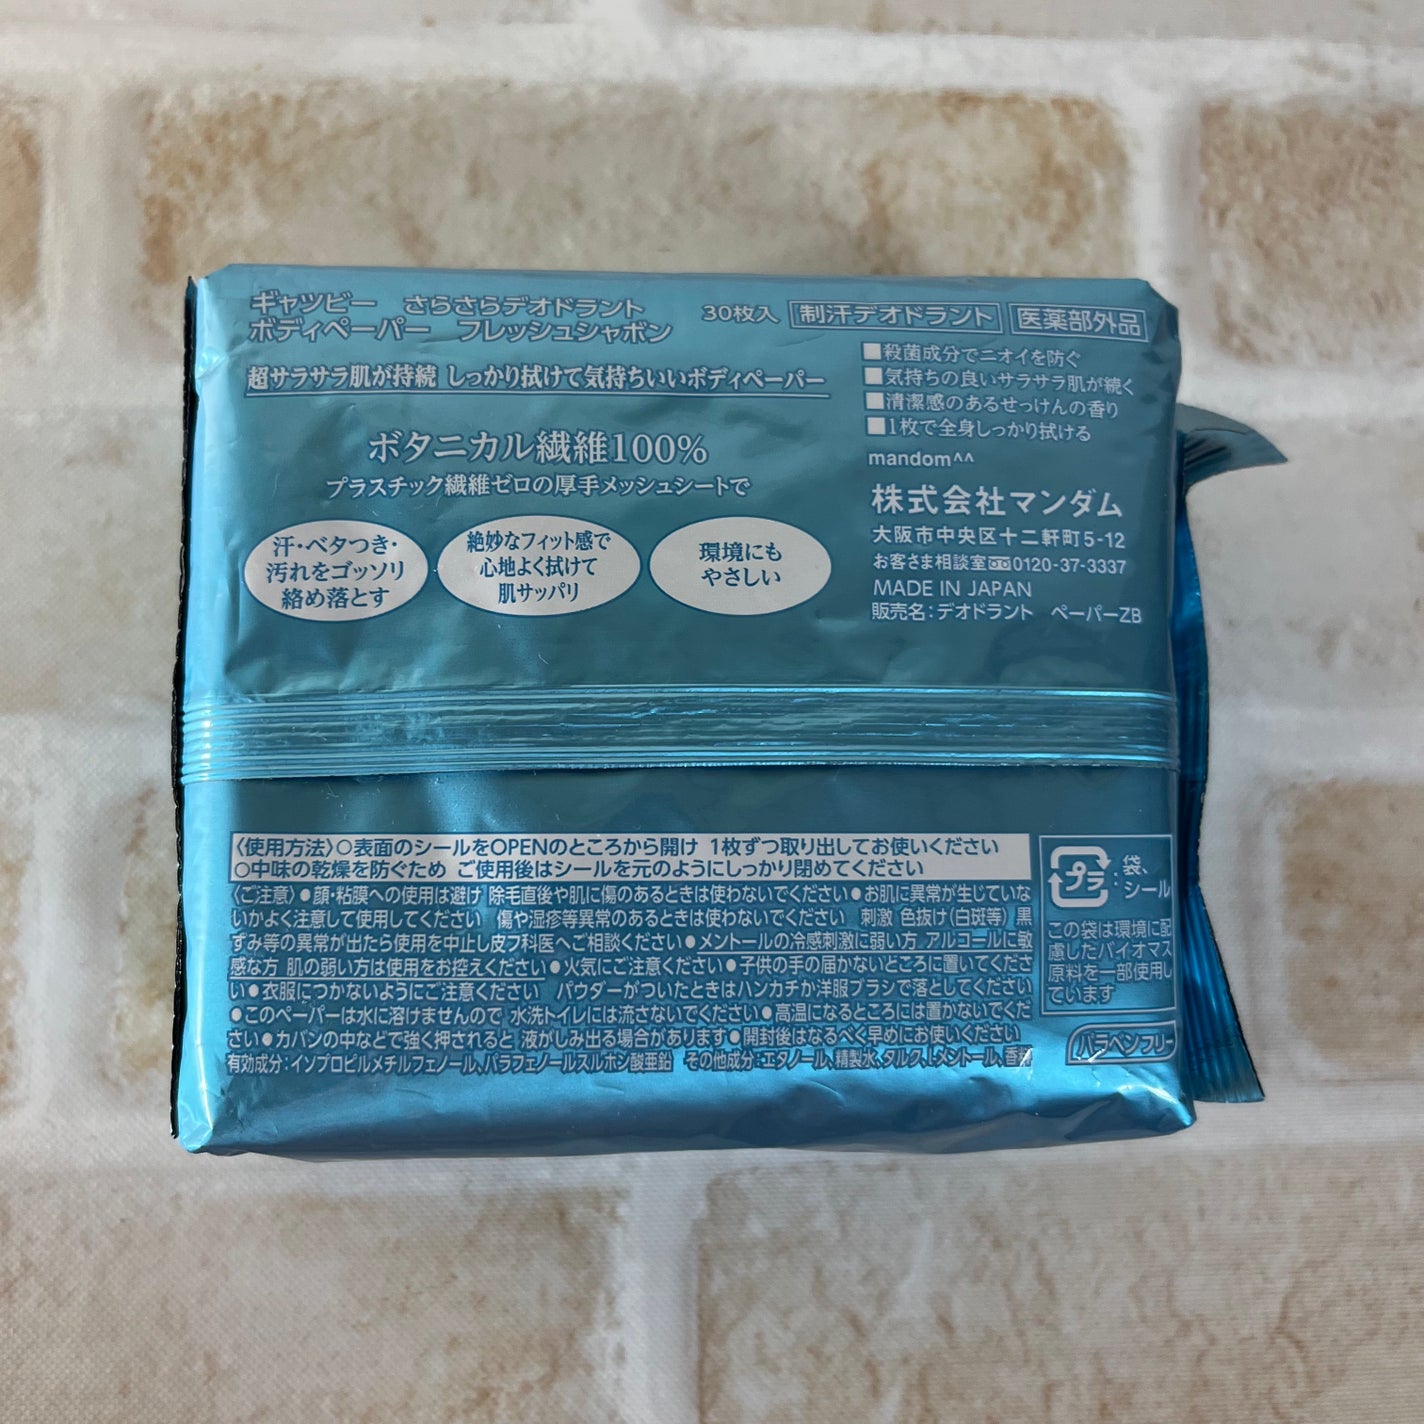 ギャツビー さらさらデオドラント
ボディペーパー フレッシュシャボン
30枚入 制汗デオドラント 医薬部外品
超サラサラ肌が持続 しっかり拭けて気持ちいいボディペーパー
ボタニカル繊維100%
プラスチック繊維ゼロの厚手メッシュシートで
汗・ベタつき・
汚れをゴッソリ
絡め落とす
絶妙なフィット感で
心地よく拭けて
肌サッパリ
環境にも
やさしい
■殺菌成分でニオイを防ぐ
■気持ちの良いサラサラ肌が続く
■清潔感のあるせっけんの香り
■1枚で全身しっかり拭ける
mandom^^
株式会社マンダム
大阪市中央区十二軒町5-12
お客さま相談室 0120-37-3337
MADE IN JAPAN
販売名：デオドラント ペーパーZB
〈使用方法〉○表面のシールをOPENのところから開け 1枚ずつ取り出してお使いください
○中味の乾燥を防ぐため ご使用後はシールを元のようにしっかり閉めてください
〈ご注意〉●顔・粘膜への使用は避け 除毛直後や肌に傷のあるときは使わないでください●お肌に異常が生じていな
いかよく注意して使用してください 傷や湿疹等異常のあるときは使わないでください 刺激 色抜け（白斑等） 黒
ずみ等の異常が出たら使用を中止し皮フ科医へご相談ください●メントールの冷感刺激に弱い方 アルコールに敏
感な方 肌の弱い方は使用をお控えください●火気にご注意ください●子供の手の届かないところに置いてくださ
い●衣服につかないようにご注意ください パウダーがついたときはハンカチか洋服ブラシで落としてください
●このペーパーは水に溶けませんので 水洗トイレには流さないでください●高温になるところには置かないでくだ
さい●カバンの中などで強く押されると 液がしみ出る場合があります●開封後はなるべく早めにお使いください
有効成分：イソプロピルメチルフェノール、パラフェノールスルホン酸亜鉛 その他成分：エタノール、精製水、タルク、l-メントール、香料
プラ
：袋、
シール
この袋は環境に配
慮したバイオマス
原料を一部使用し
ています
パラベンフリー